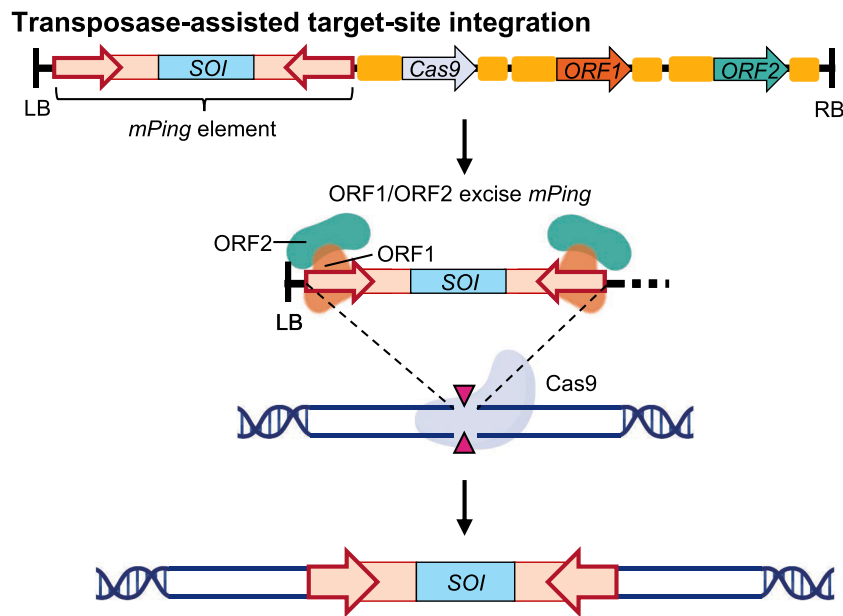 Transposase-assisted target-site integration
SOI
Cas9
ORF1
ORF2
LB
RB
mPing element
ORF1/ORF2 excise mPing
ORF2
ORF1
SOI
LB
Cas9
SOI